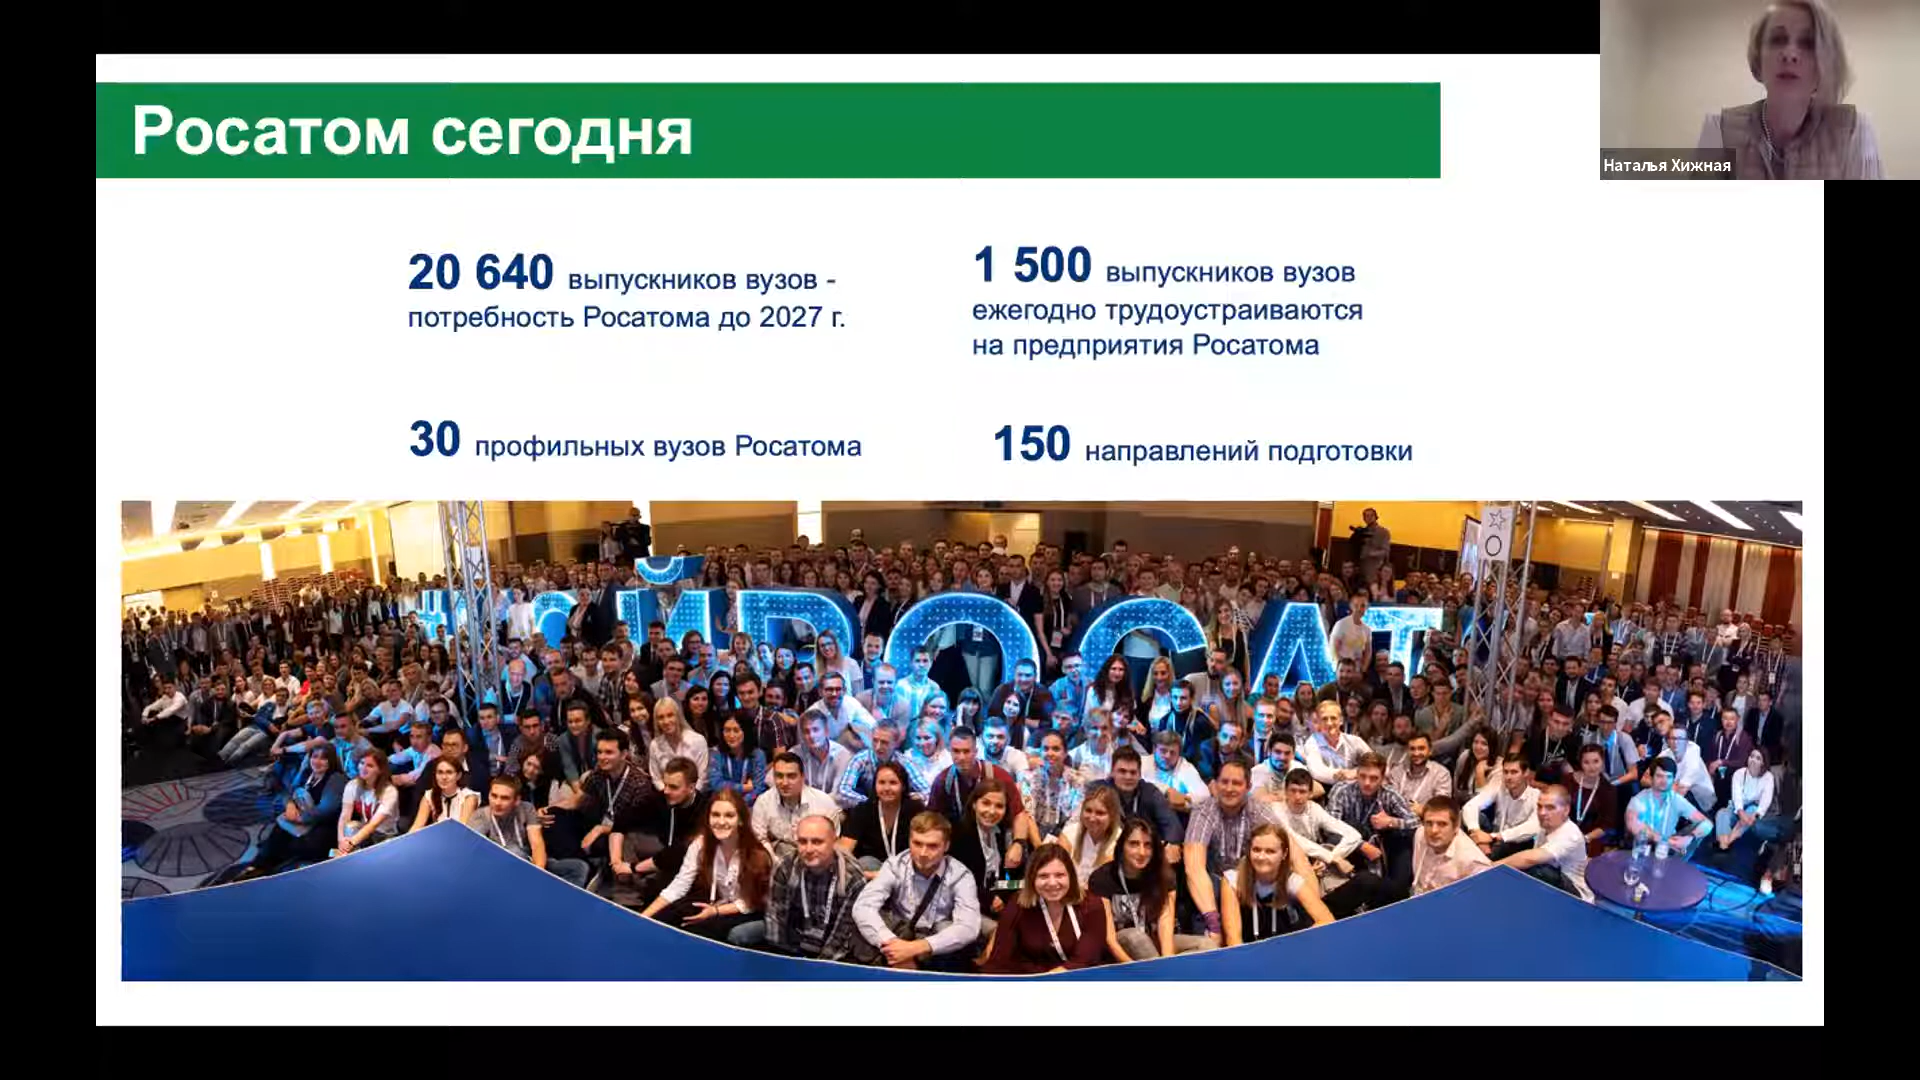 Росатом сегодня
Наталья Хижная
20 640 выпускников вузов -
потребность Росатома до 2027 г.
1 500 выпускников вузов
ежегодно трудоустраиваются
на предприятия Росатома
30 профильных вузов Росатома
150 направлений подготовки